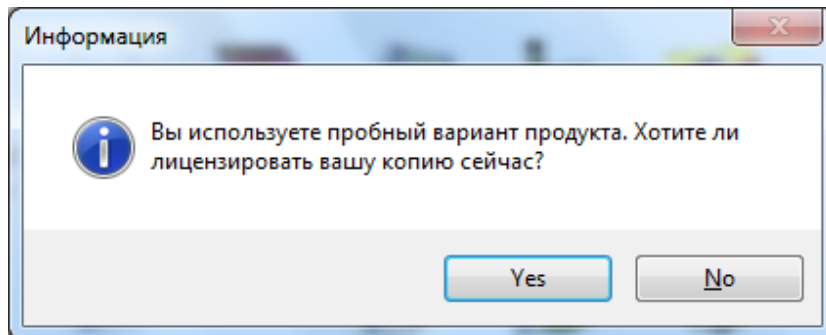 Информация
Вы используете пробный вариант продукта. Хотите ли
лицензировать вашу копию сейчас?
Yes
No